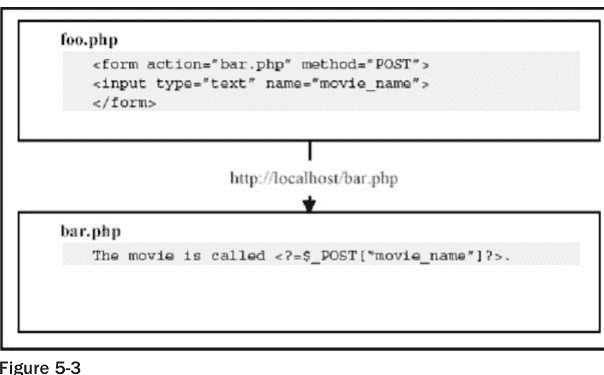 foo.php
<form action="bar.php" method="POST">
<input type="text" name="movie_name">
</form>
http://localhost/bar.php
bar.php
The movie is called <?=$_POST["movie_name"]?>.
Figure 5-3